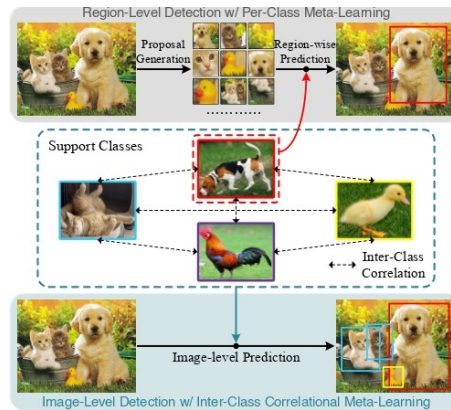 Region-Level Detection w/ Per-Class Meta-Learning
Proposal
Generation
Region-wise
Prediction
............
Support Classes
Inter-Class
Correlation
Image-level Prediction
Image-Level Detection w/ Inter-Class Correlational Meta-Learning